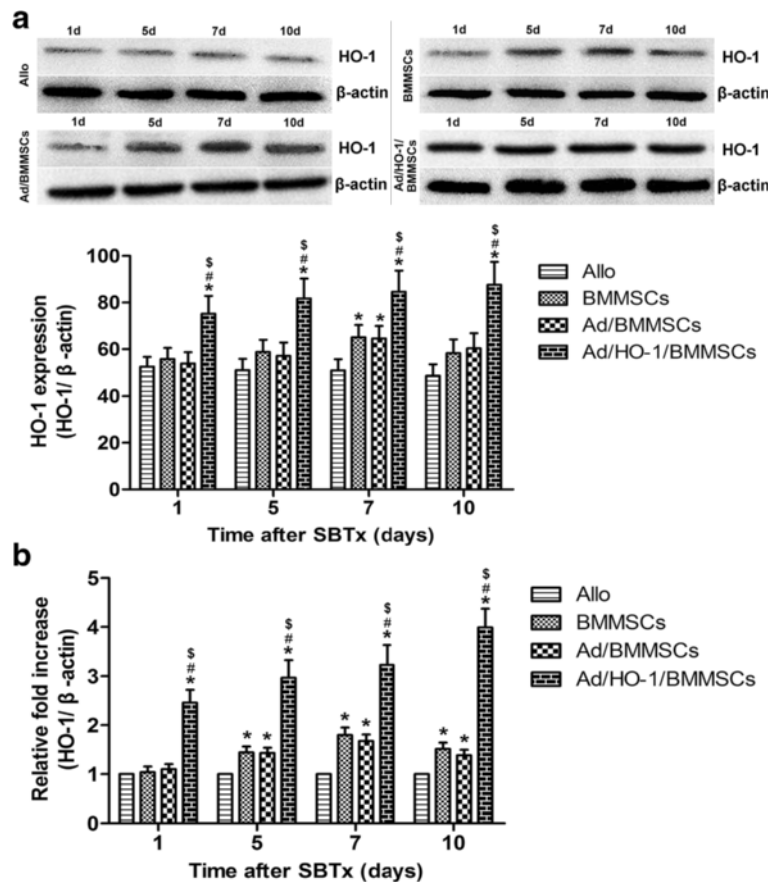 a
1d 5d 7d 10d
Allo
HO-1
β-actin
1d 5d 7d 10d
BMMSCs
HO-1
β-actin
1d 5d 7d 10d
Ad/BMMSCs
HO-1
β-actin
1d 5d 7d 10d
Ad/HO-1/
BMMSCs
HO-1
β-actin
HO-1 expression
(HO-1/ β -actin)
100
80
60
40
20
0
$
#
*
$
#
*
* *
$
#
*
$
#
*
1 5 7 10
Time after SBTx (days)
Allo
BMMSCs
Ad/BMMSCs
Ad/HO-1/BMMSCs
b
Relative fold increase
(HO-1/ β -actin)
5
4
3
2
1
0
$
#
*
* *
$
#
*
* *
$
#
*
* *
$
#
*
1 5 7 10
Time after SBTx (days)
Allo
BMMSCs
Ad/BMMSCs
Ad/HO-1/BMMSCs